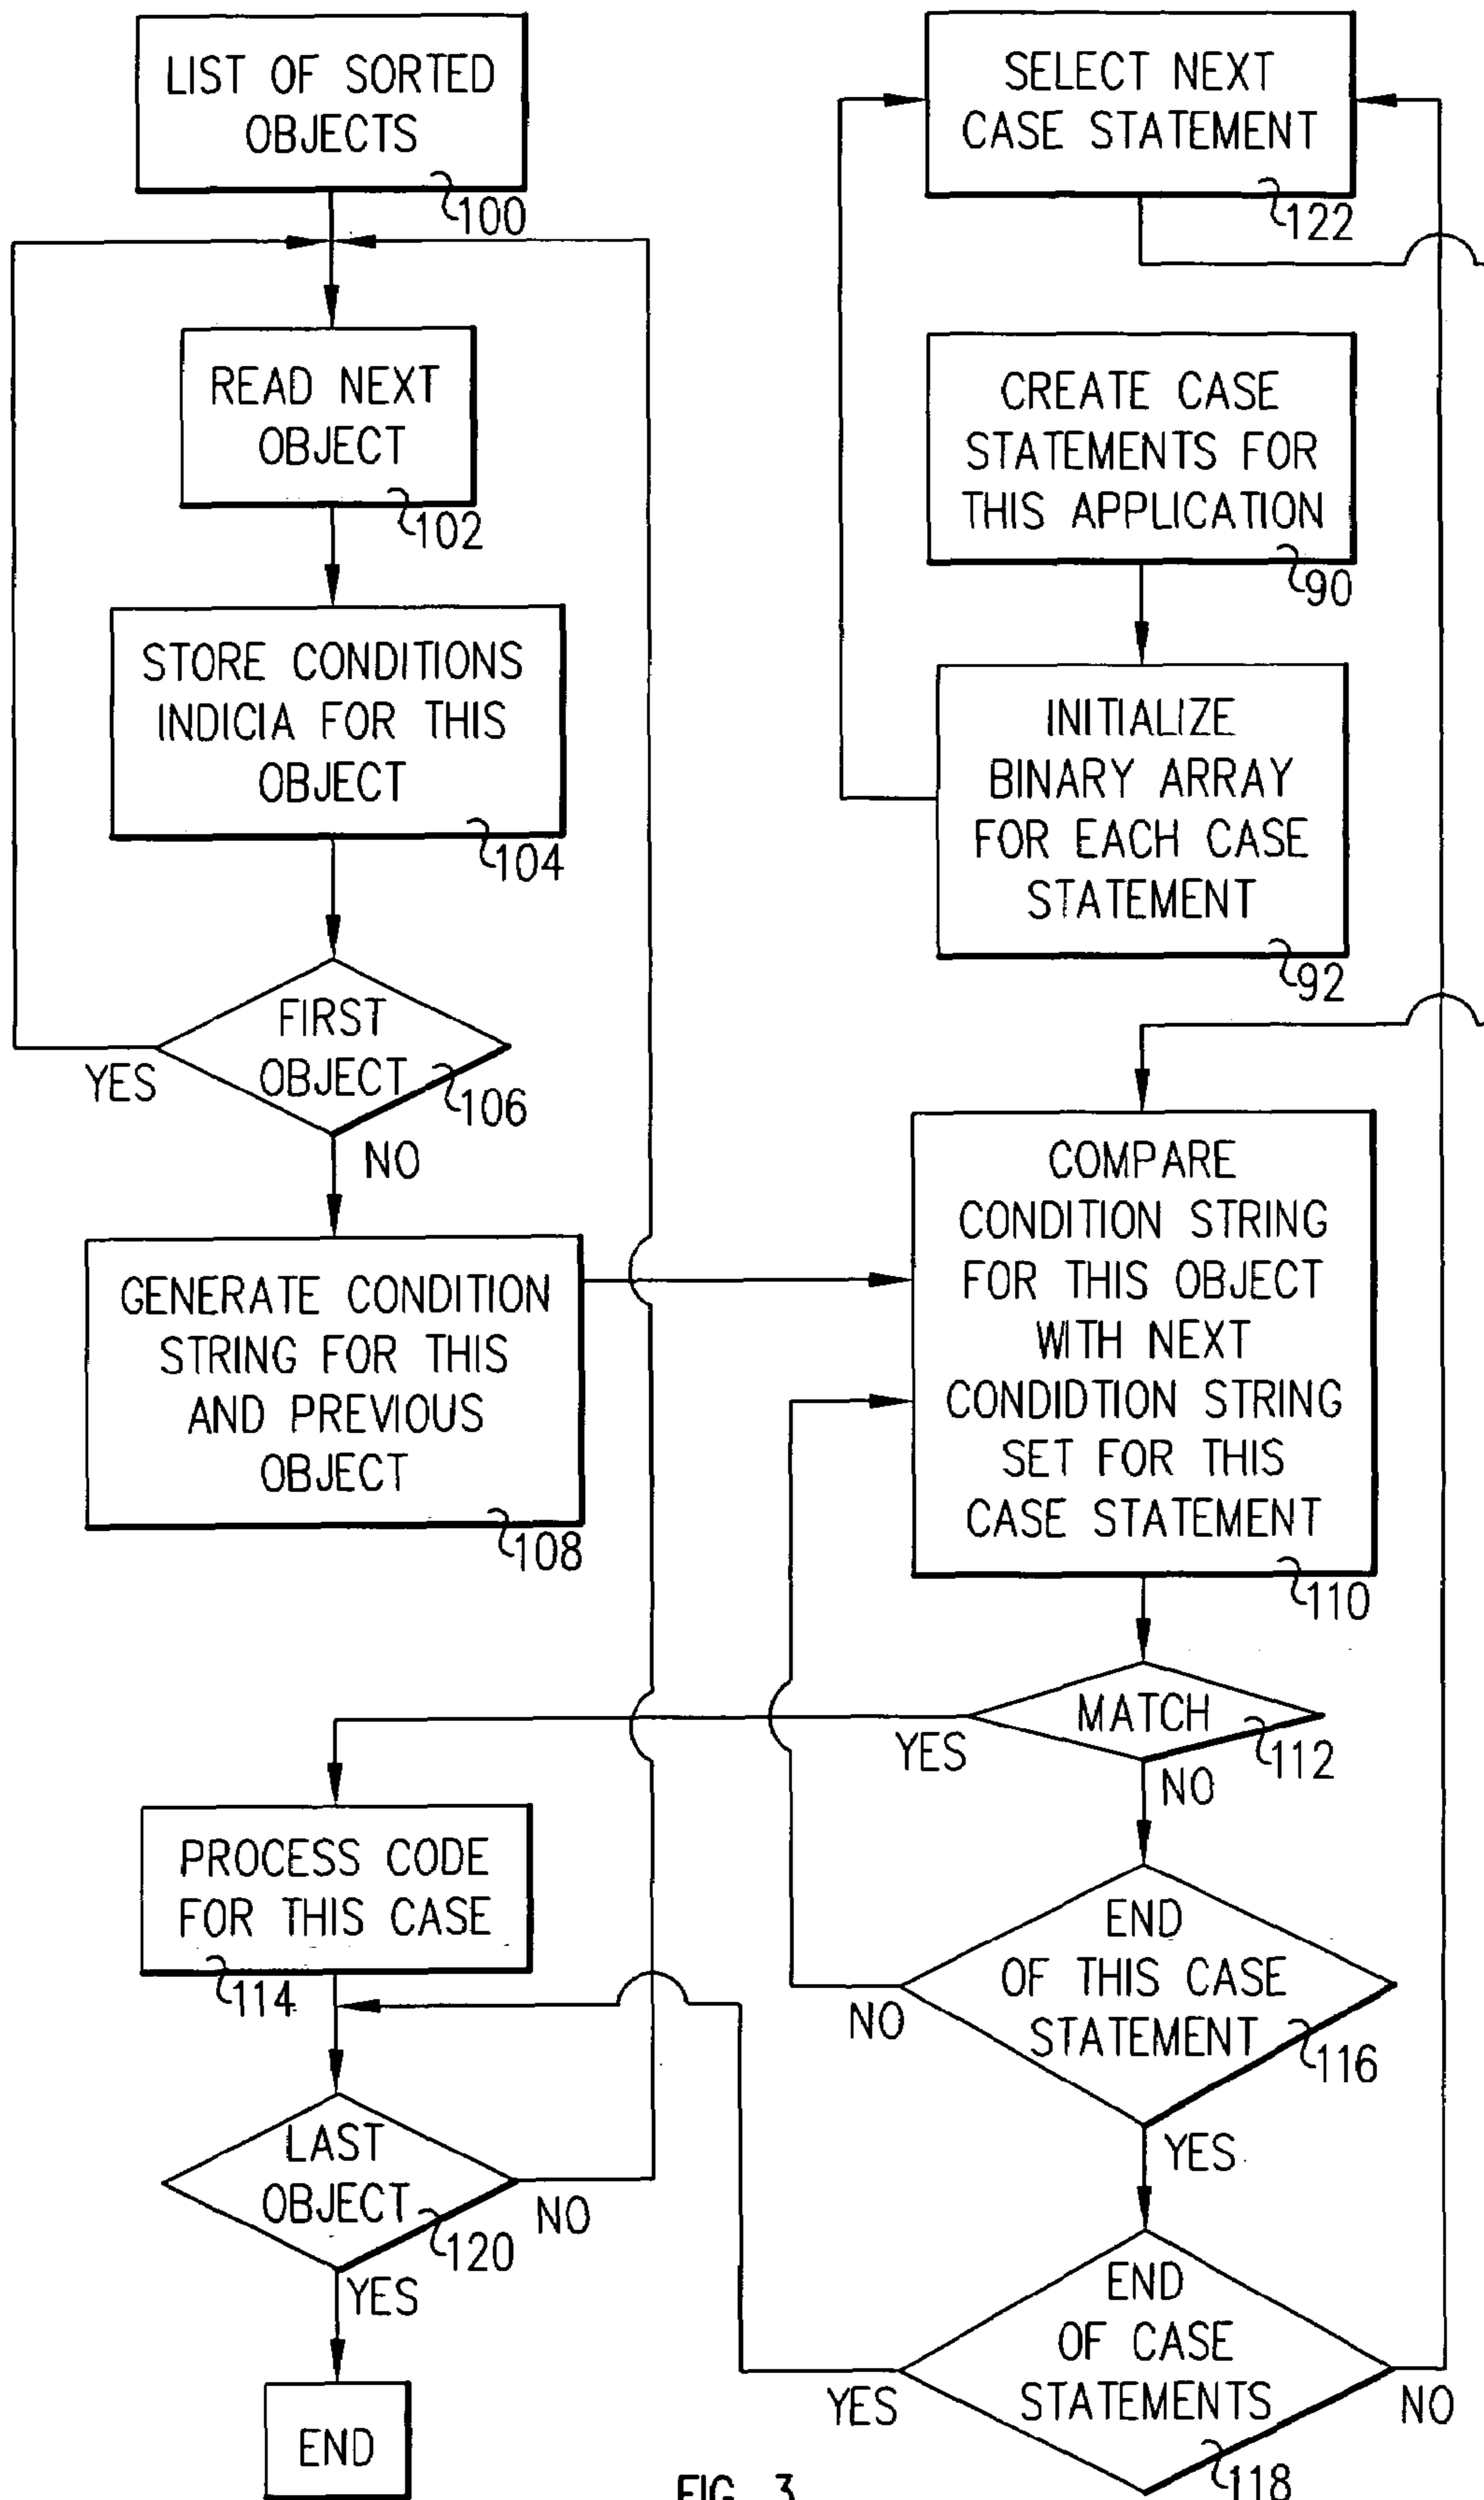 LIST OF SORTED
OBJECTS
100
READ NEXT
OBJECT
102
STORE CONDITIONS
INDICIA FOR THIS
OBJECT
104
FIRST
OBJECT
106
YES
NO
GENERATE CONDITION
STRING FOR THIS
AND PREVIOUS
OBJECT
108
PROCESS CODE
FOR THIS CASE
114
LAST
OBJECT
120
NO
YES
END
SELECT NEXT
CASE STATEMENT
122
CREATE CASE
STATEMENTS FOR
THIS APPLICATION
90
INITIALIZE
BINARY ARRAY
FOR EACH CASE
STATEMENT
92
COMPARE
CONDITION STRING
FOR THIS OBJECT
WITH NEXT
CONDIDTION STRING
SET FOR THIS
CASE STATEMENT
110
MATCH
112
YES
NO
END
OF THIS CASE
STATEMENT
116
NO
YES
END
OF CASE
STATEMENTS
118
YES
NO
FIG. 3